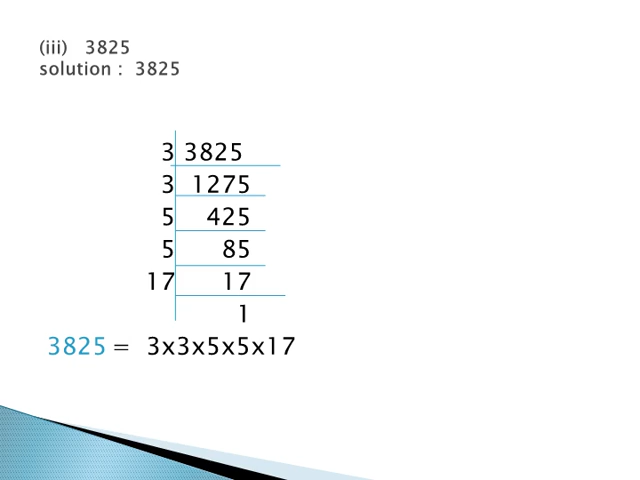 (iii) 3825
solution : 3825
3 3825
3 1275
5 425
5 85
17 17
1
3825 = 3x3x5x5x17